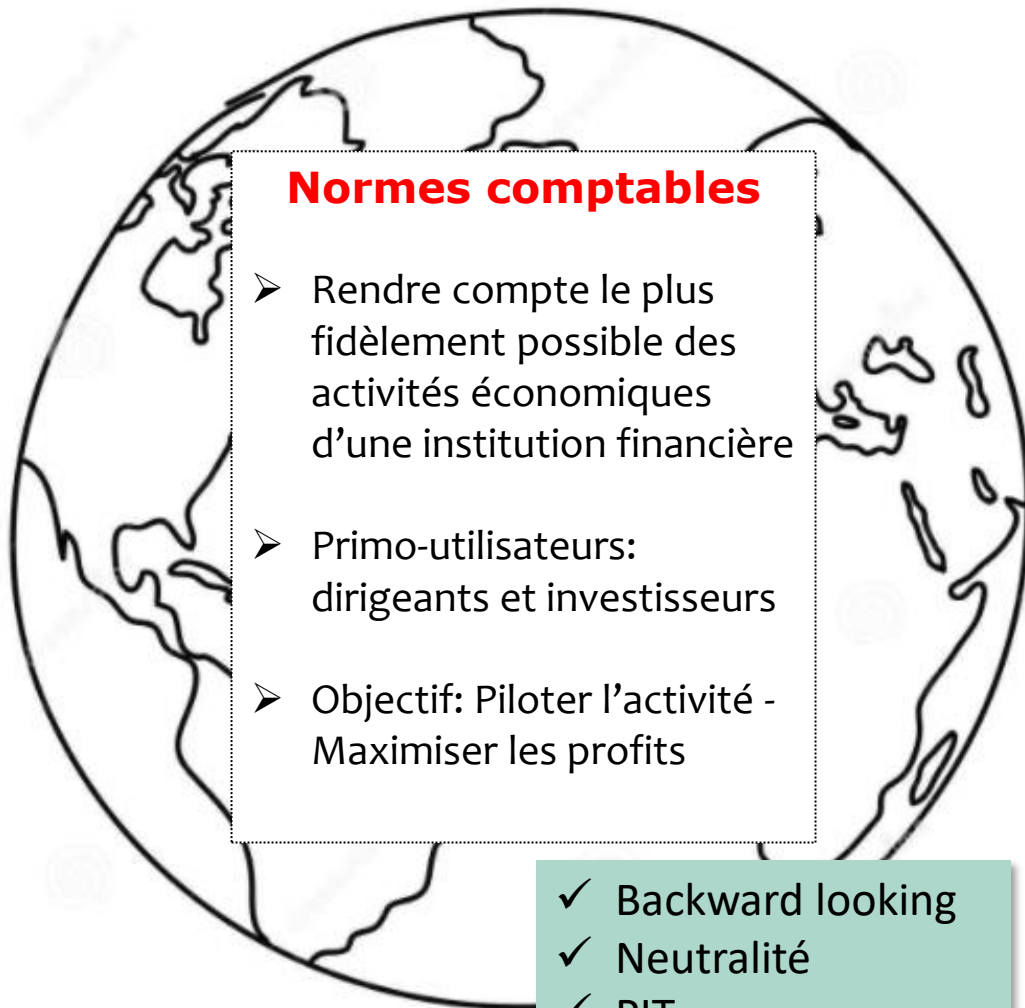 Normes comptables
➢ Rendre compte le plus
fidèlement possible des
activités économiques
d’une institution financière
➢ Primo-utilisateurs:
dirigeants et investisseurs
➢ Objectif: Piloter l’activité -
Maximiser les profits
✓ Backward looking
✓ Neutralité
✓ PIT